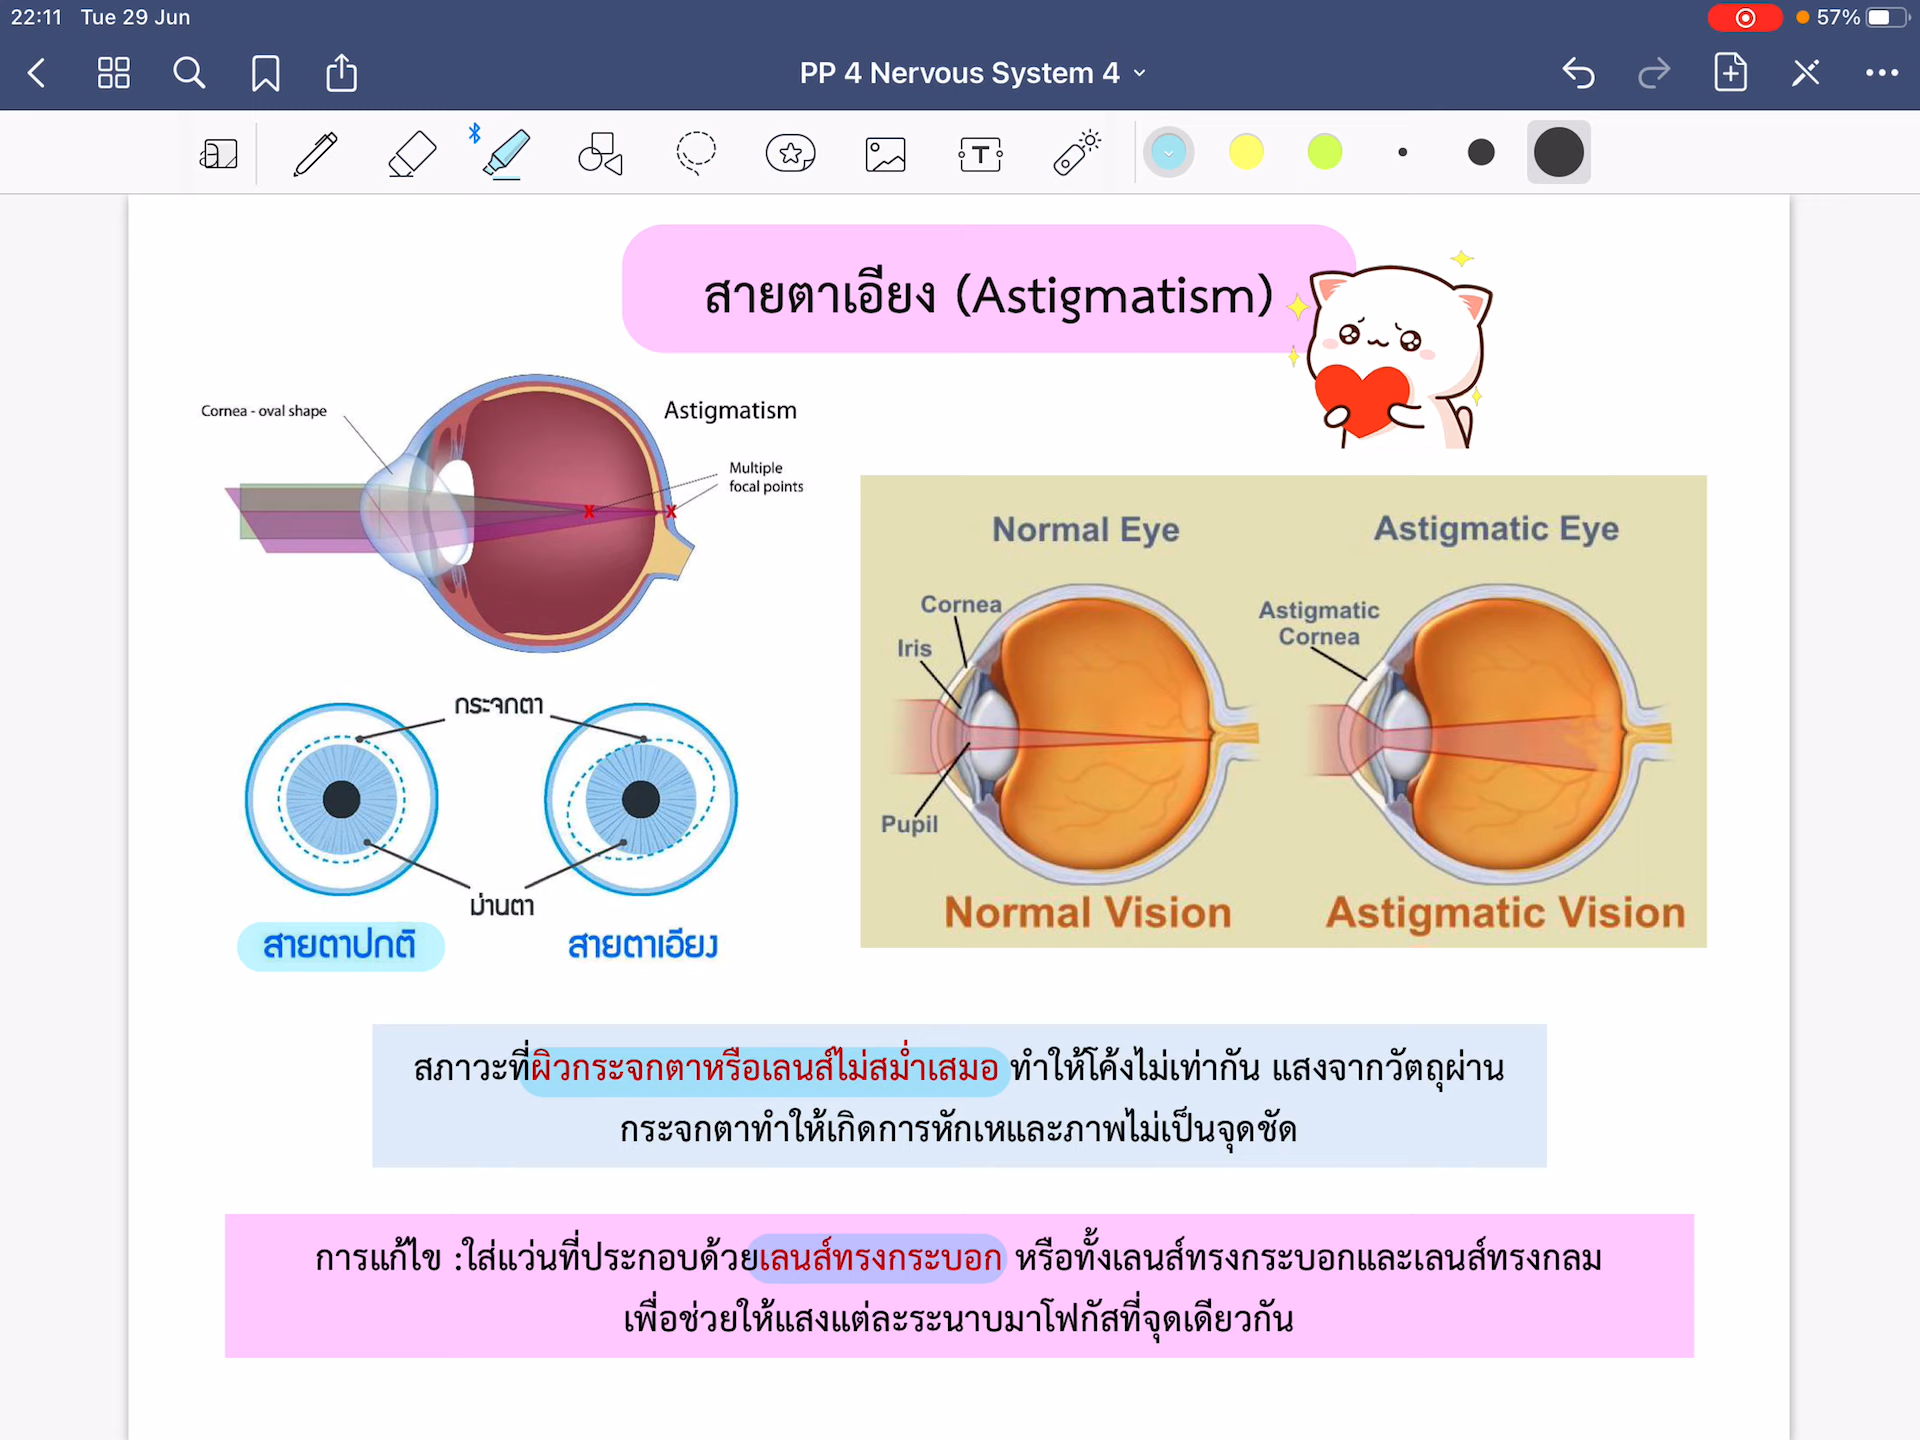 22:11 Tue 29 Jun
57%
PP 4 Nervous System 4
สายตาเอียง (Astigmatism)
Cornea - oval shape
Astigmatism
Multiple
focal points
กระจกตา
ม่านตา
สายตาปกติ
สายตาเอียง
Normal Eye
Astigmatic Eye
Cornea
Iris
Pupil
Astigmatic
Cornea
Normal Vision
Astigmatic Vision
สภาวะที่ผิวกระจกตาหรือเลนส์ไม่สม่ำเสมอ ทำให้โค้งไม่เท่ากัน แสงจากวัตถุผ่าน
กระจกตาทำให้เกิดการหักเหและภาพไม่เป็นจุดชัด
การแก้ไข :ใส่แว่นที่ประกอบด้วยเลนส์ทรงกระบอก หรือทั้งเลนส์ทรงกระบอกและเลนส์ทรงกลม
เพื่อช่วยให้แสงแต่ละระนาบมาโฟกัสที่จุดเดียวกัน